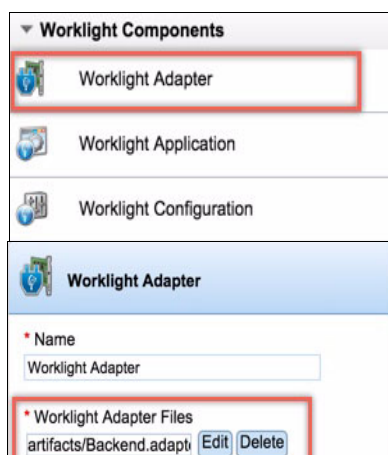 Worklight Components
Worklight Adapter
Worklight Application
Worklight Configuration
Worklight Adapter
* Name
Worklight Adapter
* Worklight Adapter Files
artifacts/Backend.adapt Edit Delete